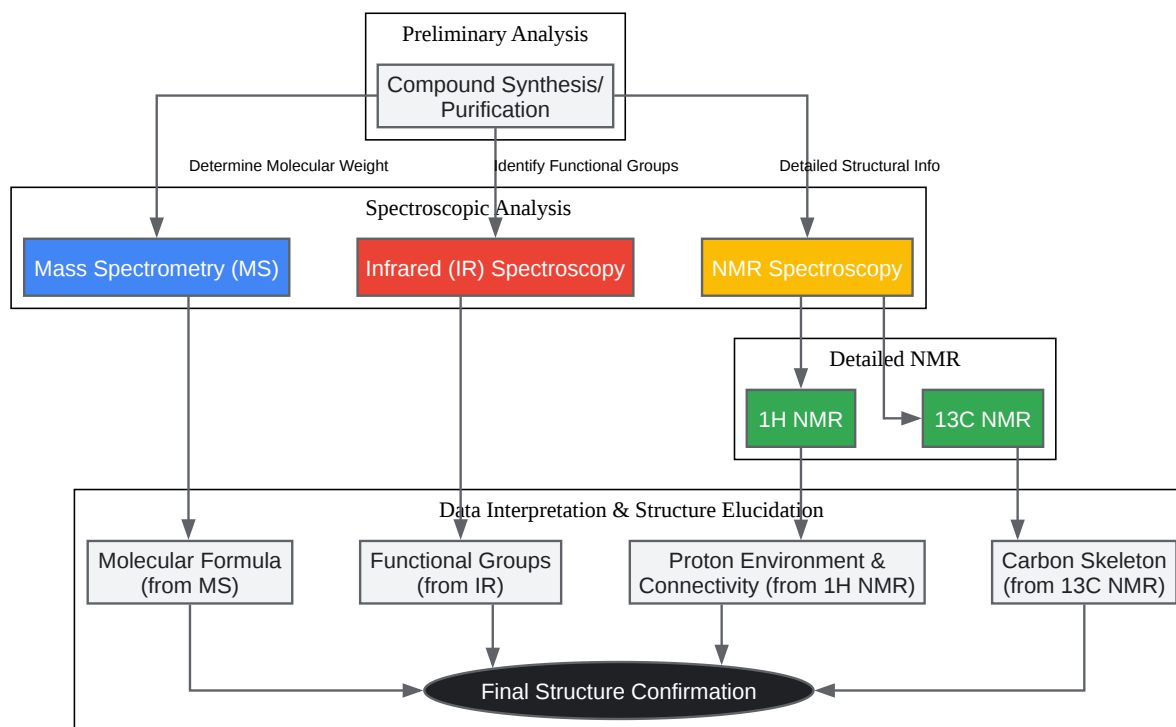 Preliminary Analysis
Compound Synthesis/
Purification
Determine Molecular Weight
Identify Functional Groups
Detailed Structural Info
Spectroscopic Analysis
Mass Spectrometry (MS)
Infrared (IR) Spectroscopy
NMR Spectroscopy
Detailed NMR
1H NMR
13C NMR
Data Interpretation & Structure Elucidation
Molecular Formula
(from MS)
Functional Groups
(from IR)
Proton Environment &
Connectivity (from 1H NMR)
Carbon Skeleton
(from 13C NMR)
Final Structure Confirmation